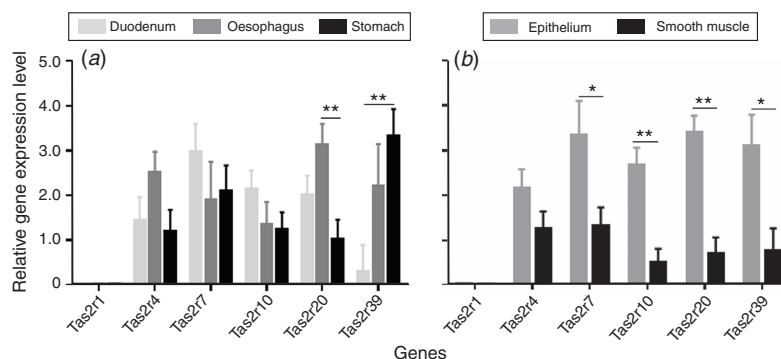 Duodenum Oesophagus Stomach
Epithelium Smooth muscle
Relative gene expression level
(a)
5.0
4.0
3.0
2.0
1.0
0
**
**
Tas2r1
Tas2r4
Tas2r7
Tas2r10
Tas2r20
Tas2r39
(b)
*
**
**
*
Tas2r1
Tas2r4
Tas2r7
Tas2r10
Tas2r20
Tas2r39
Genes